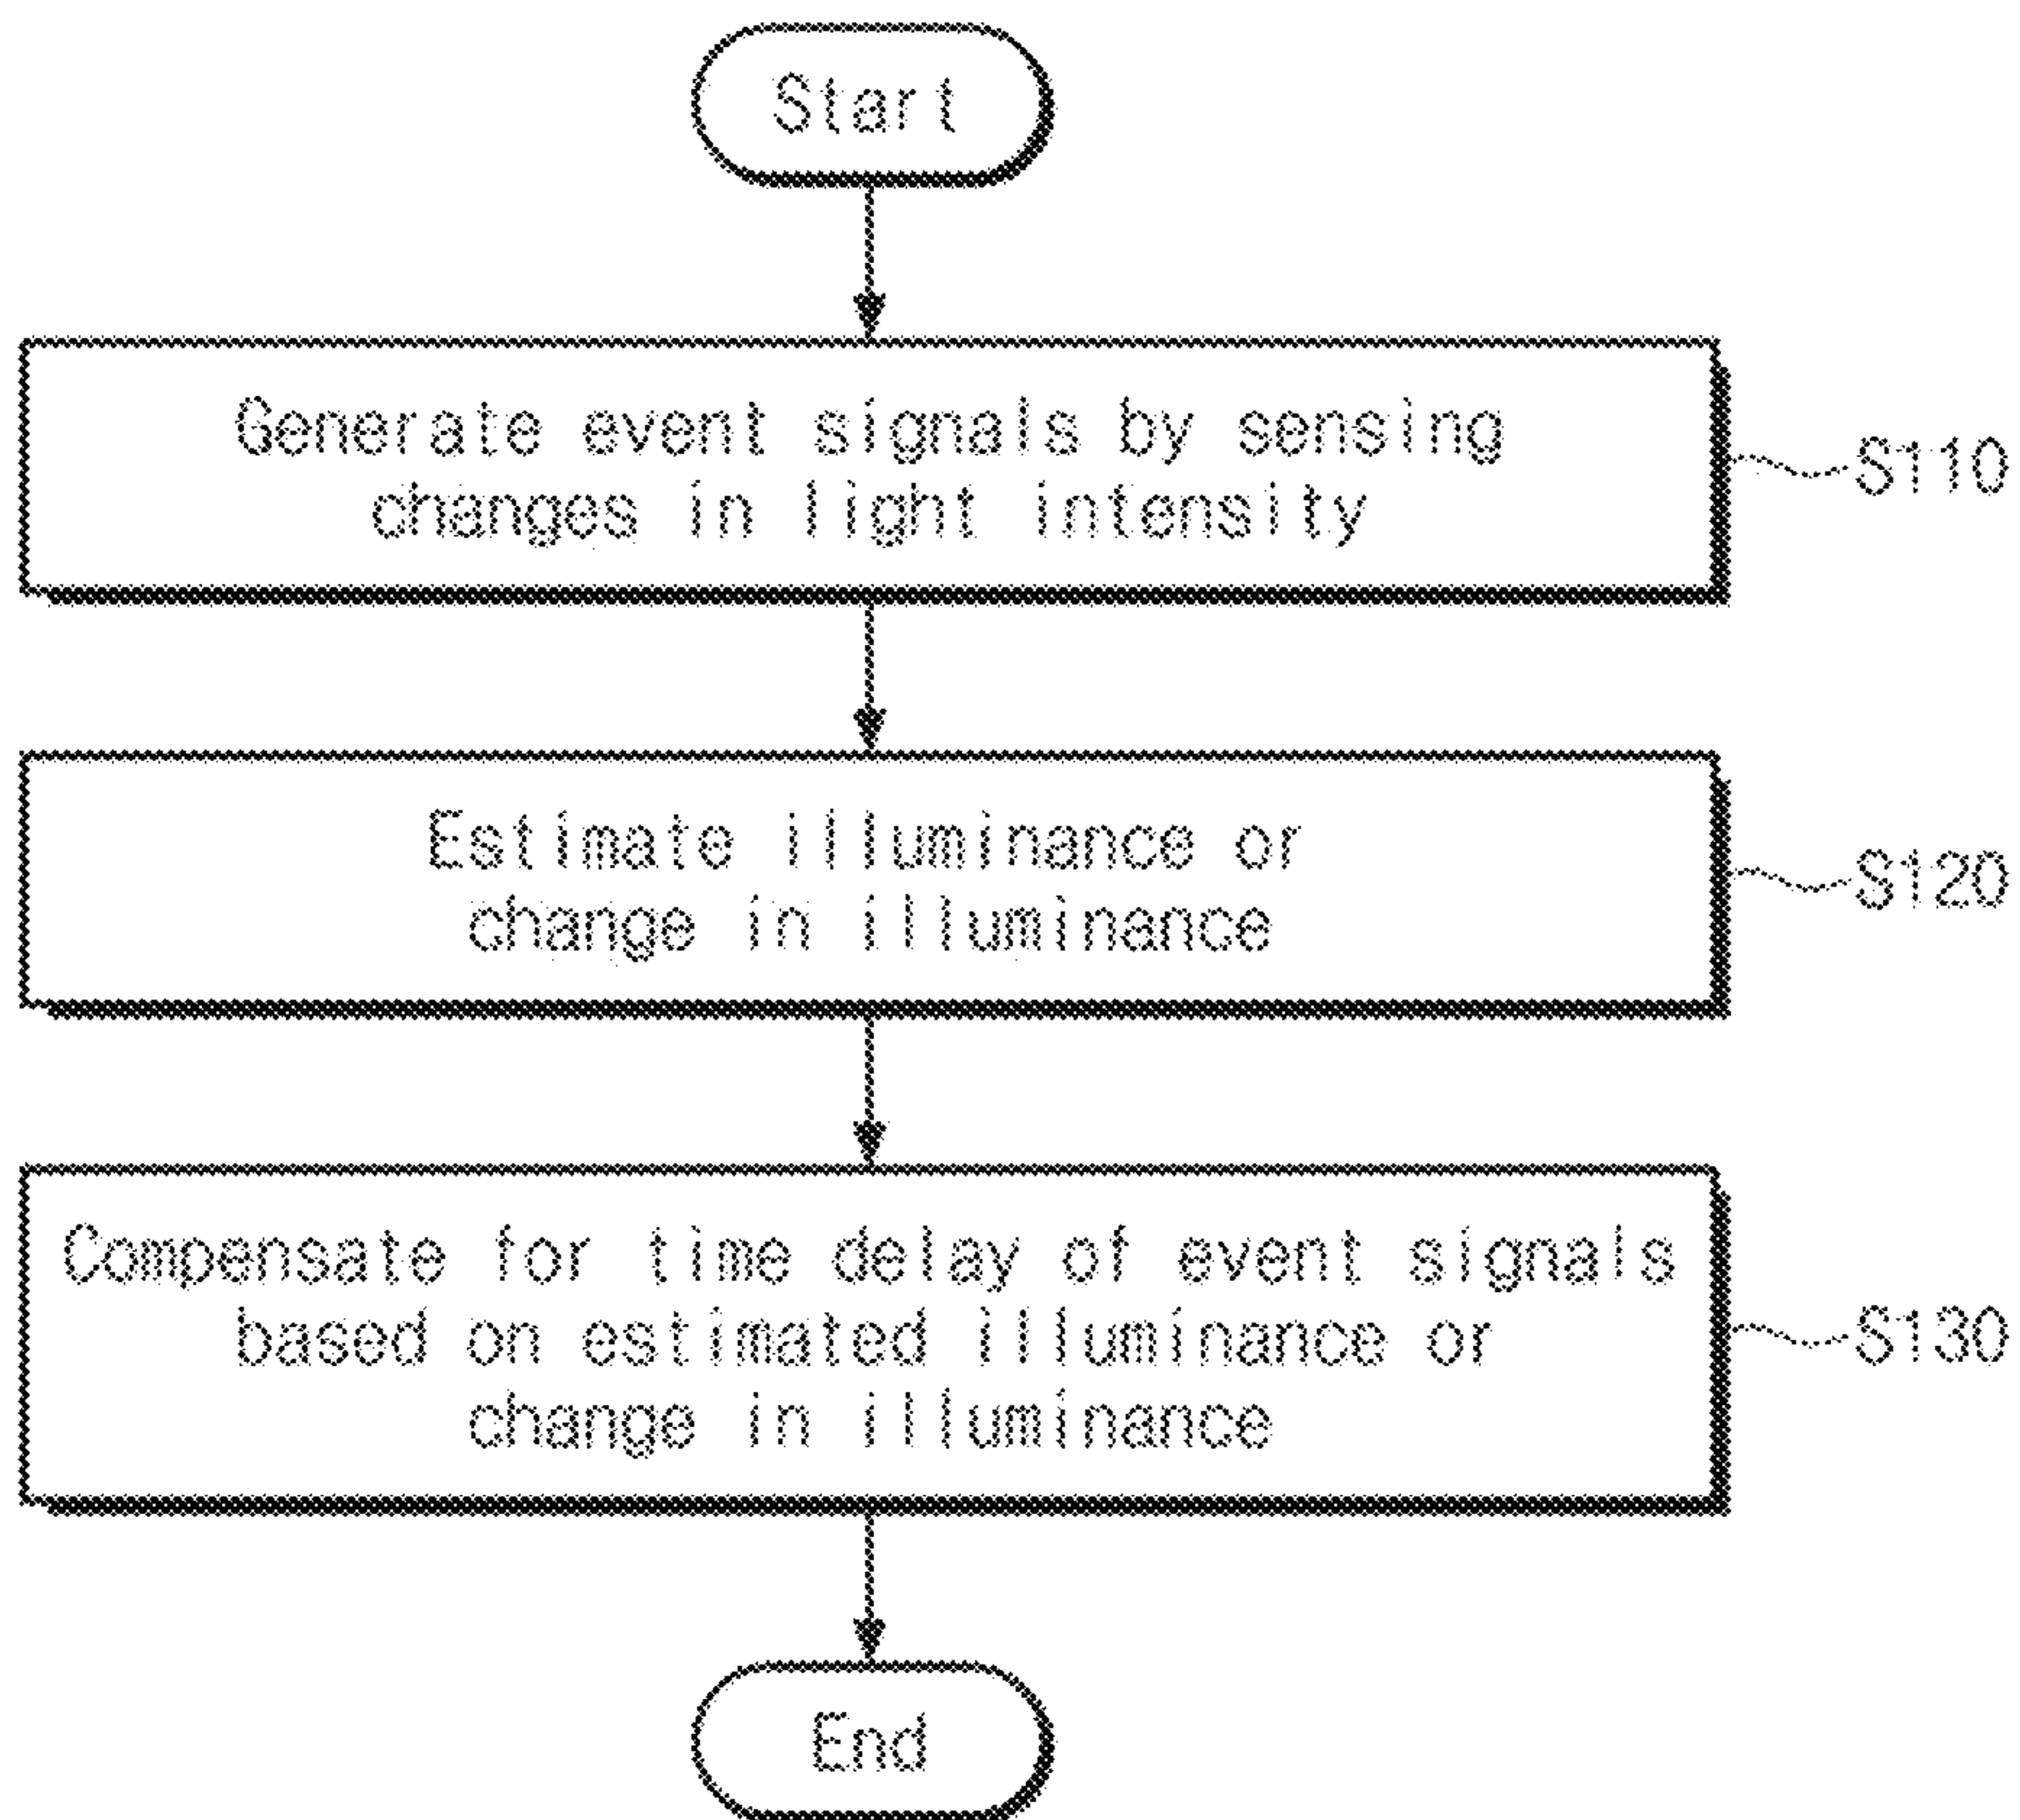 Start
Generate event signals by sensing
changes in light intensity
S110
Estimate illuminance or
change in illuminance
S120
Compensate for time delay of event signals
based on estimated illuminance or
change in illuminance
S130
End